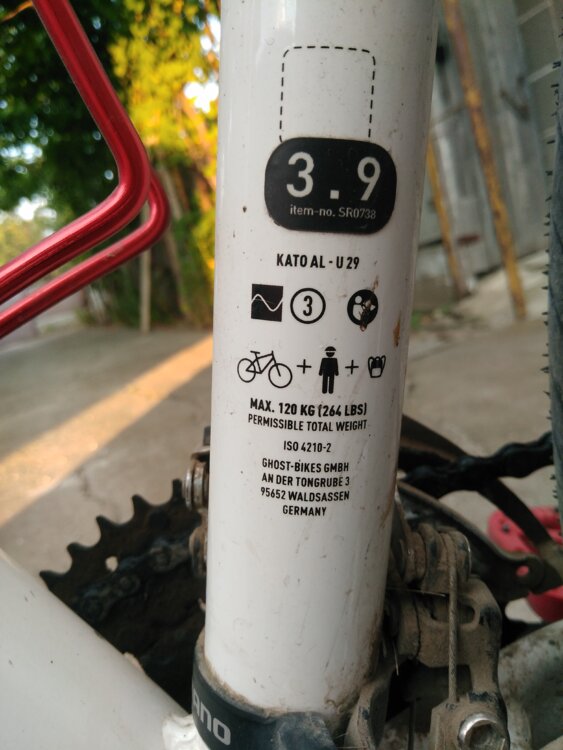 3.9
item-no. SR0738
KATO AL - U 29
3
MAX. 120 KG (264 LBS)
PERMISSIBLE TOTAL WEIGHT
ISO 4210-2
GHOST-BIKES GMBH
AN DER TONGRUBE 3
95652 WALDSASSEN
GERMANY